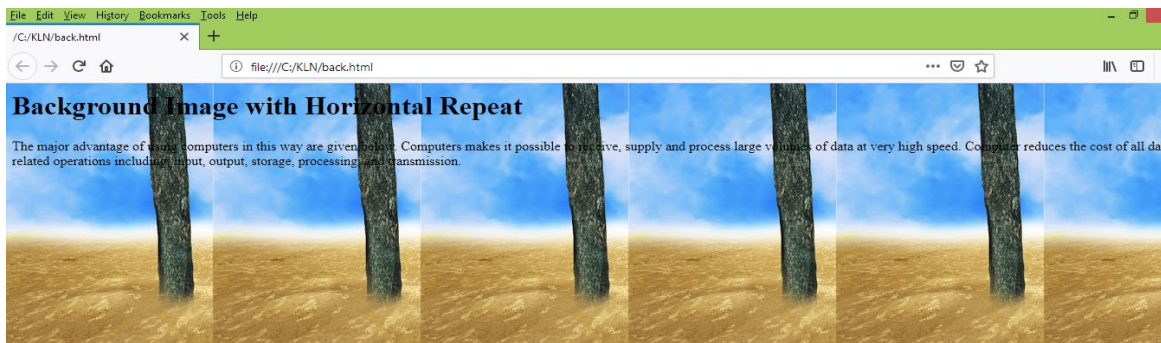 File Edit View History Bookmarks Tools Help
/C:/KLN/back.html
file:///C:/KLN/back.html
Background Image with Horizontal Repeat
The major advantage of using computers in this way are given below. Computers makes it possible to receive, supply and process large volumes of data at very high speed. Computer reduces the cost of all da
related operations including input, output, storage, processing, and transmission.